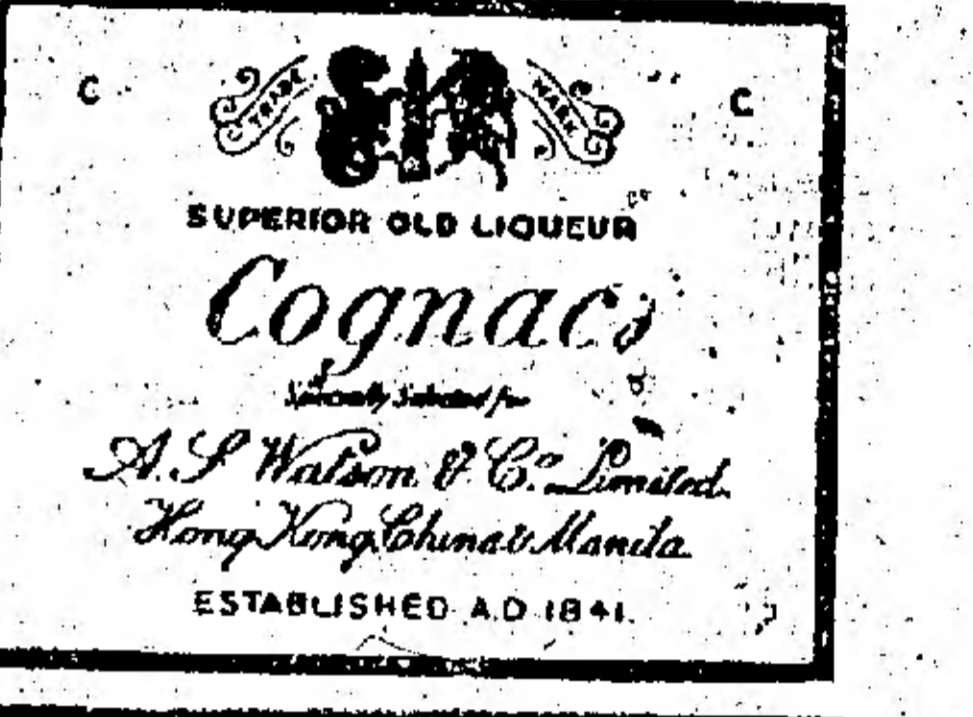 C TRADE MARK C
SUPERIOR OLD LIQUEUR
Cognac
Specially Selected for
A. S. Watson & Co. Limited.
Hong Kong, China & Manila
ESTABLISHED A.D 1841.